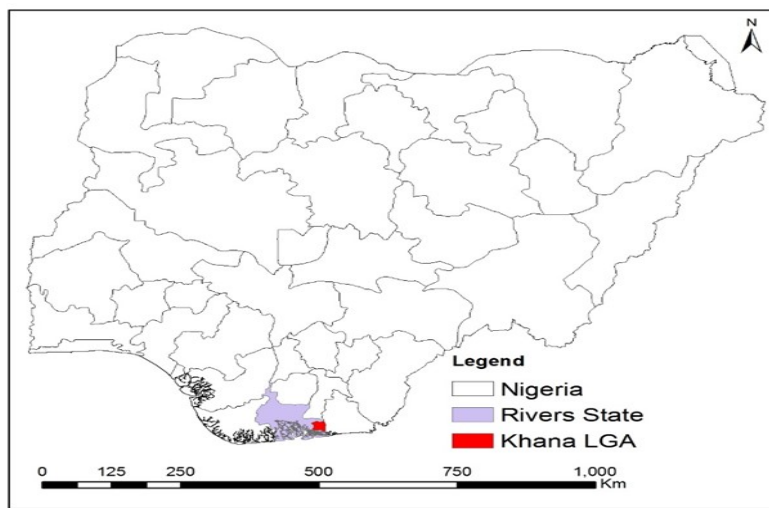 N
Legend
Nigeria
Rivers State
Khana LGA
0 125 250 500 750 1,000
Km